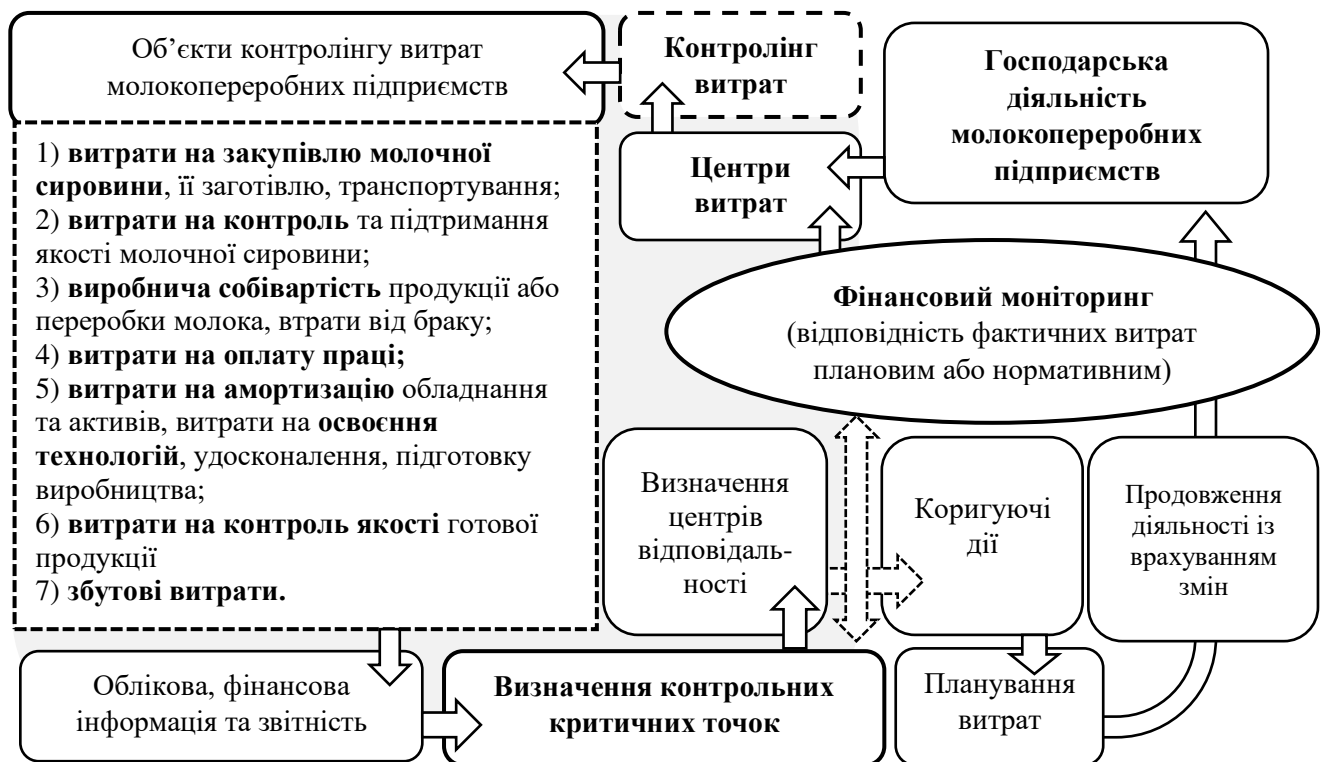 Об’єкти контролінгу витрат
молокопереробних підприємств
Контролінг
витрат
Господарська
діяльність
молокопереробних
підприємств
Центри
витрат
1) витрати на закупівлю молочної
сировини, її заготівлю, транспортування;
2) витрати на контроль та підтримання
якості молочної сировини;
3) виробнича собівартість продукції або
переробки молока, втрати від браку;
4) витрати на оплату праці;
5) витрати на амортизацію обладнання
та активів, витрати на освоєння
технологій, удосконалення, підготовку
виробництва;
6) витрати на контроль якості готової
продукції
7) збутові витрати.
Фінансовий моніторинг
(відповідність фактичних витрат
плановим або нормативним)
Визначення
центрів
відповідаль-
ності
Коригуючі
дії
Продовження
діяльності із
врахуванням
змін
Облікова, фінансова
інформація та звітність
Визначення контрольних
критичних точок
Планування
витрат